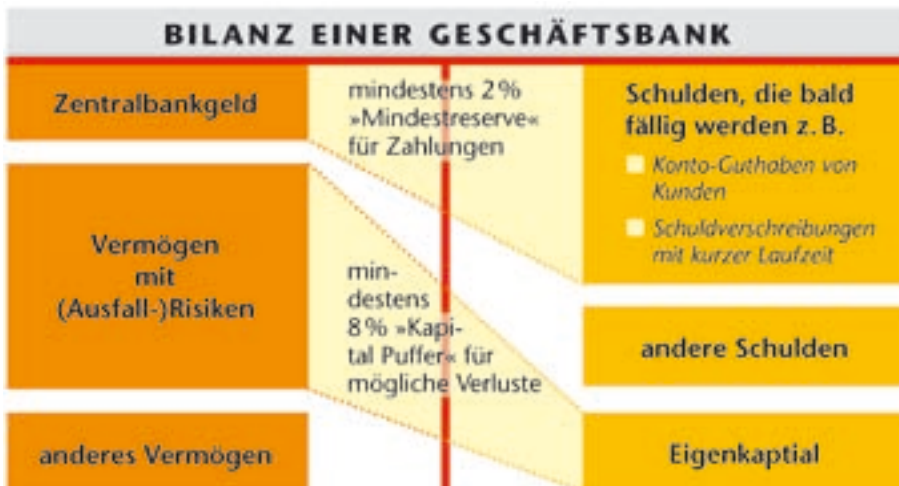 BILANZ EINER GESCHÄFTSBANK
Zentralbankgeld
mindestens 2%
»Mindestreserve«
für Zahlungen
Schulden, die bald
fällig werden z. B.
Konto-Guthaben von
Kunden
Schuldverschreibungen
mit kurzer Laufzeit
Vermögen
mit
(Ausfall-)Risiken
min-
destens
8% »Kapi-
tal Puffer« für
mögliche Verluste
andere Schulden
anderes Vermögen
Eigenkaptial